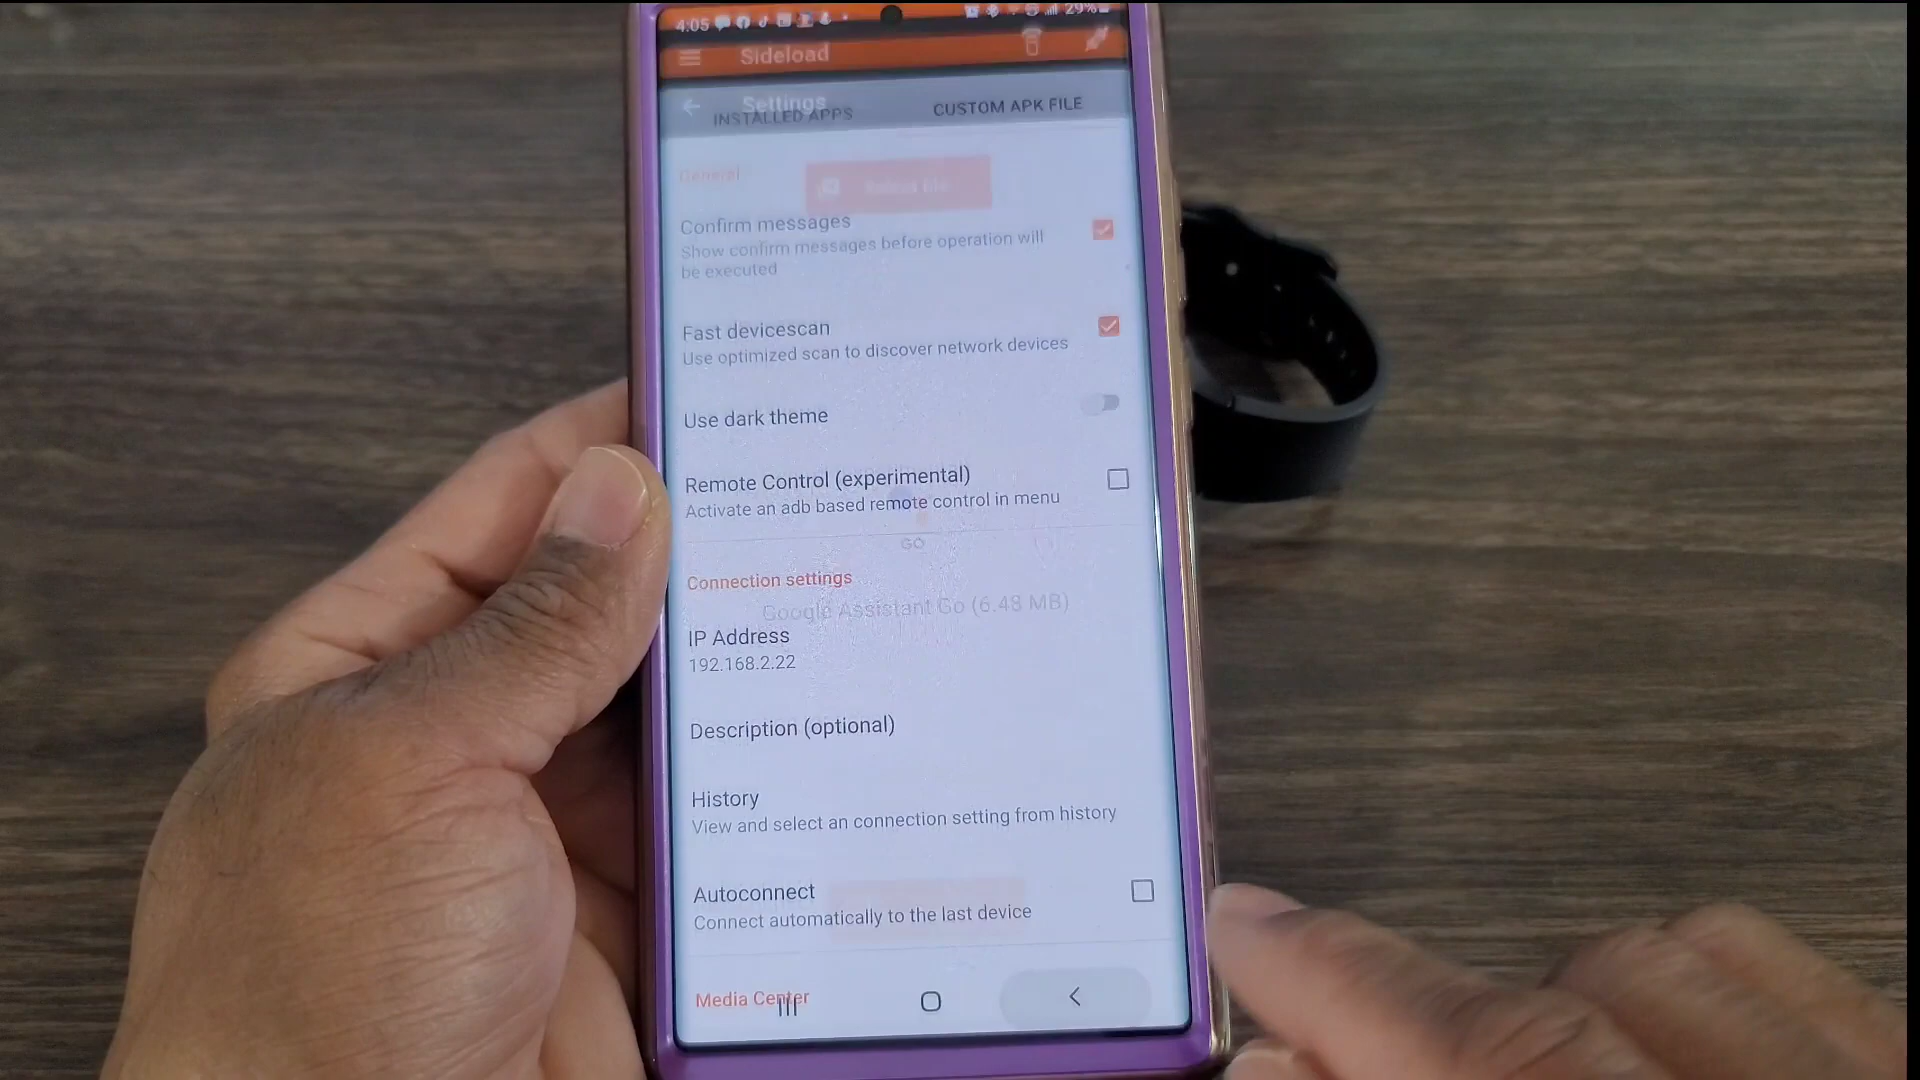 4:05 29%
Sideload
Settings
INSTALLED APPS CUSTOM APK FILE
General
Select file
Confirm messages
Show confirm messages before operation will
be executed
Fast devicescan
Use optimized scan to discover network devices
Use dark theme
Remote Control (experimental)
Activate an adb based remote control in menu
GO
Connection settings
Google Assistant Go (6.48 MB)
IP Address
192.168.2.22
Description (optional)
History
View and select an connection setting from history
Autoconnect
Connect automatically to the last device
Media Center